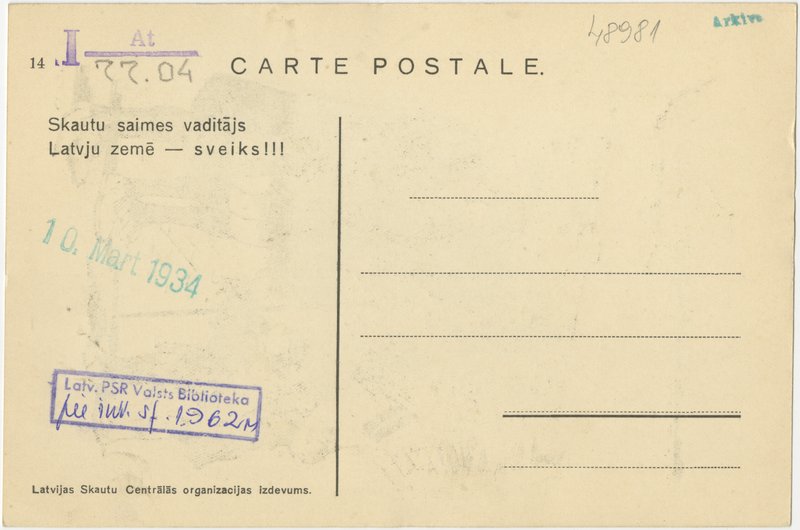 48981
Arkivs
I At
14
22.04
CARTE POSTALE.
Skautu saimes vadītājs
Latvju zemē — sveiks!!!
10. Mart 1934
Latv. PSR Valsts Biblioteka
pie inv. sf. 1962
Latvijas Skautu Centrālās organizacijas izdevums.